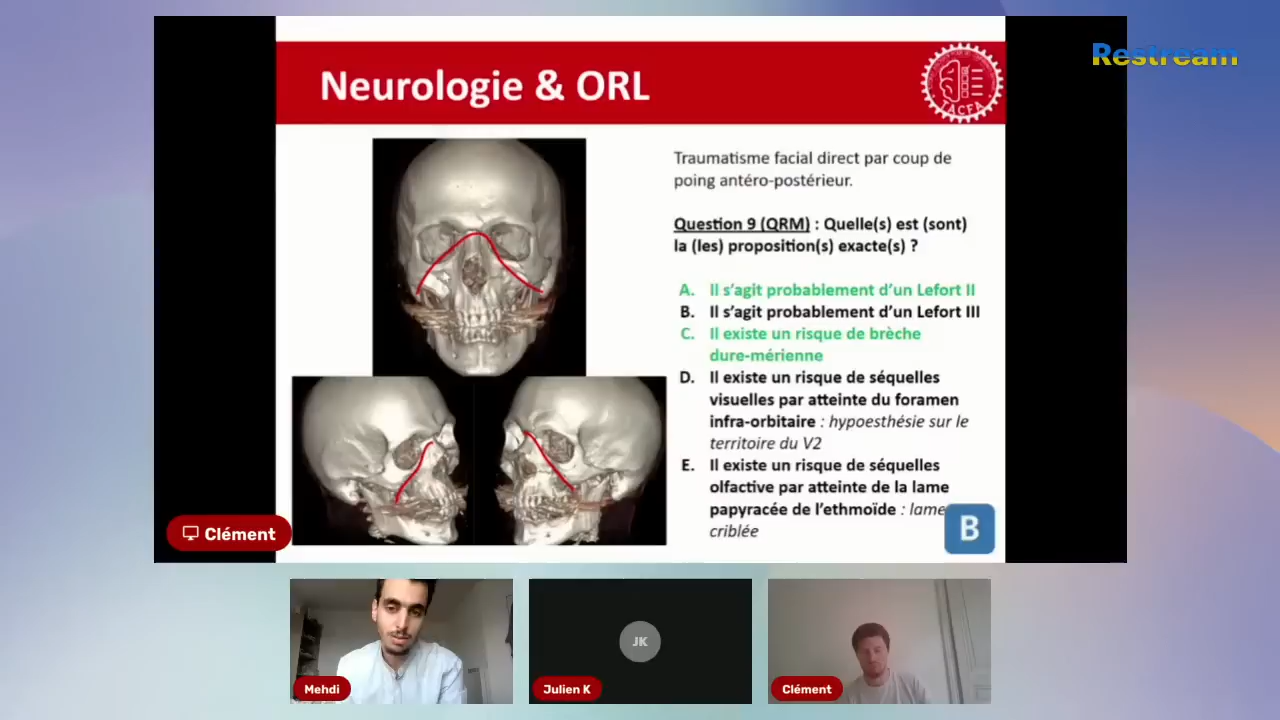 Restream
Neurologie & ORL
TACFA
Traumatisme facial direct par coup de
poing antéro-postérieur.
Question 9 (QRM) : Quelle(s) est (sont)
la (les) proposition(s) exacte(s) ?
A. Il s’agit probablement d’un Lefort II
B. Il s’agit probablement d’un Lefort III
C. Il existe un risque de brèche
dure-mérienne
D. Il existe un risque de séquelles
visuelles par atteinte du foramen
infra-orbitaire : hypoesthésie sur le
territoire du V2
E. Il existe un risque de séquelles
olfactive par atteinte de la lame
papyracée de l’ethmoïde : lame
criblée
B
Clément
JK
Mehdi
Julien K
Clément